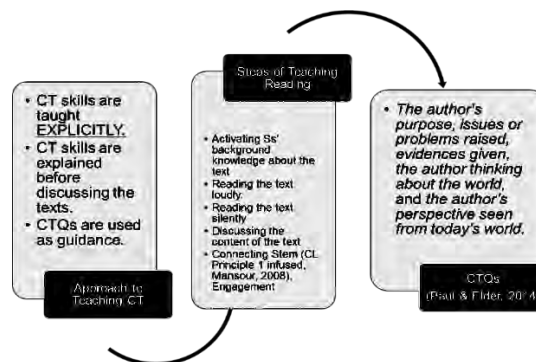 • CT skills are
taught
EXPLICITLY.
• CT skills are
explained
before
discussing the
texts.
• CTQs are used
as guidance.
Approach to
Teaching CT
Steps of Teaching
Reading
• Activating Ss'
background
knowledge about the
text
• Reading the text
loudly.
• Reading the text
silently
• Discussing the
content of the text
• Connecting Stem (CL
Principle 1 infused,
Mansour, 2008),
Engagement
• The author's
purpose, issues or
problems raised,
evidences given,
the author thinking
about the world,
and the author's
perspective seen
from today's world.
CTQs
(Paul & Elder, 2014